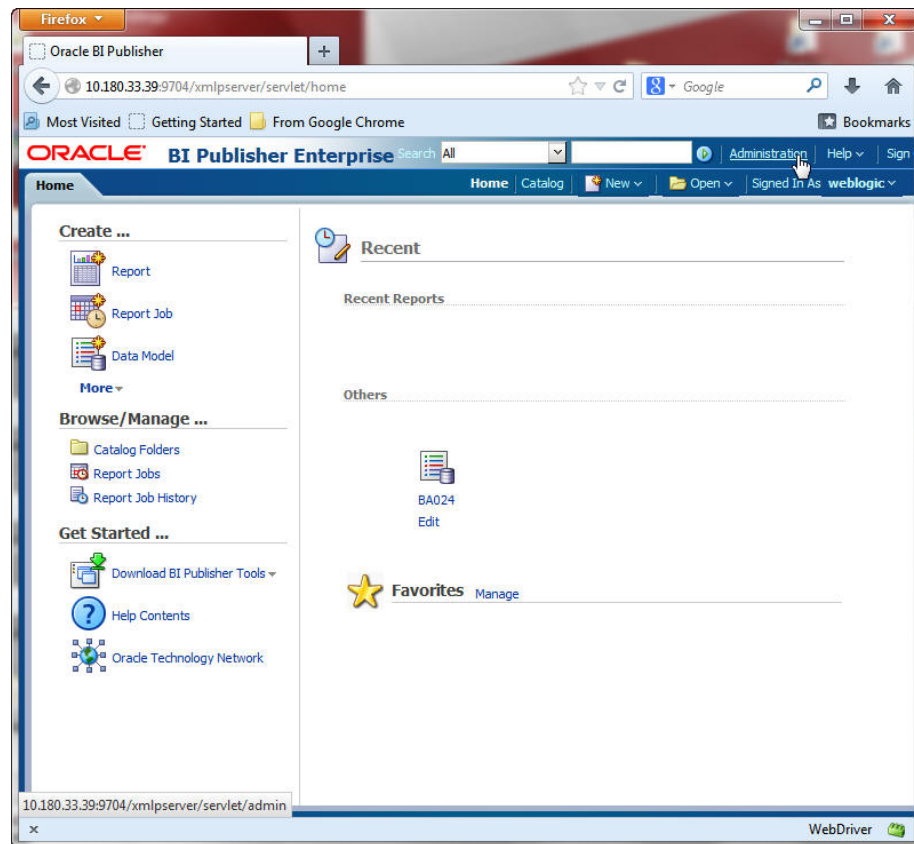 Firefox
Oracle BI Publisher
10.180.33.39:9704/xmlpserver/servlet/home
Google
Most Visited Getting Started From Google Chrome Bookmarks
ORACLE BI Publisher Enterprise Search All Administration Help Sign
Home Home Catalog New Open Signed In As weblogic
Create ...
Report
Report Job
Data Model
More
Browse/Manage ...
Catalog Folders
Report Jobs
Report Job History
Get Started ...
Download BI Publisher Tools
Help Contents
Oracle Technology Network
Recent
Recent Reports
Others
BA024
Edit
Favorites Manage
10.180.33.39:9704/xmlpserver/servlet/admin
x WebDriver